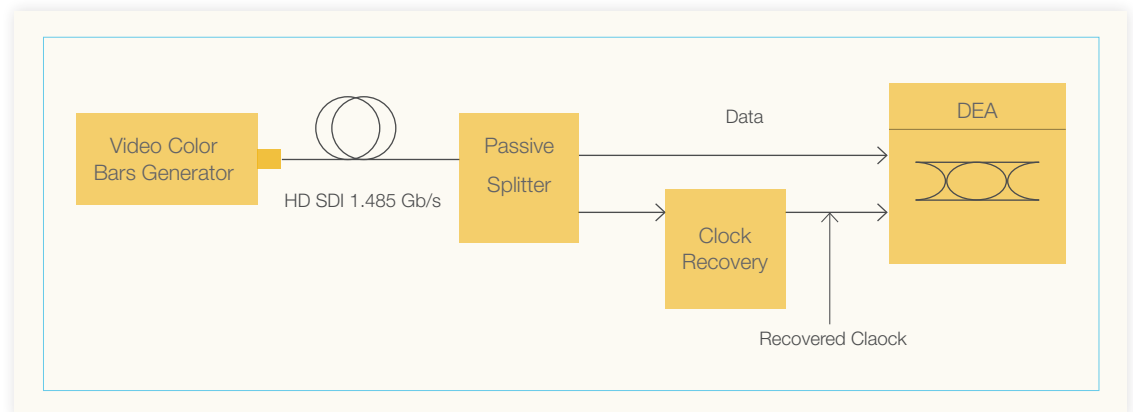 Video Color
Bars Generator
HD SDI 1.485 Gb/s
Passive
Splitter
Data
Clock
Recovery
Recovered Claock
DEA